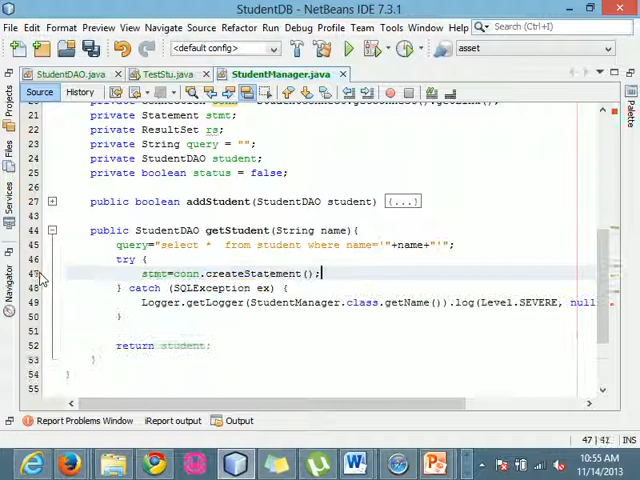 StudentDB - NetBeans IDE 7.3.1
File Edit View Navigate Source Refactor Run Debug Profile Team Tools Window Help Search (Ctrl+I)
<default config> asset
StudentDAO.java TestStu.java StudentManager.java
Source History
Projects
Files
Services
Navigator
Palette
21 private Statement stmt;
22 private ResultSet rs;
23 private String query = "";
24 private StudentDAO student;
25 private boolean status = false;
26
27 public boolean addStudent(StudentDAO student) {...}
43
44 public StudentDAO getStudent(String name){
45 query="select * from student where name='"+name+"'";
46 try {
47 stmt=conn.createStatement();
48 } catch (SQLException ex) {
49 Logger.getLogger(StudentManager.class.getName()).log(Level.SEVERE, null
50 }
51
52 return student;
53 }
54 }
55
Report Problems Window iReport output Output
INS
10:55 AM
11/14/2013